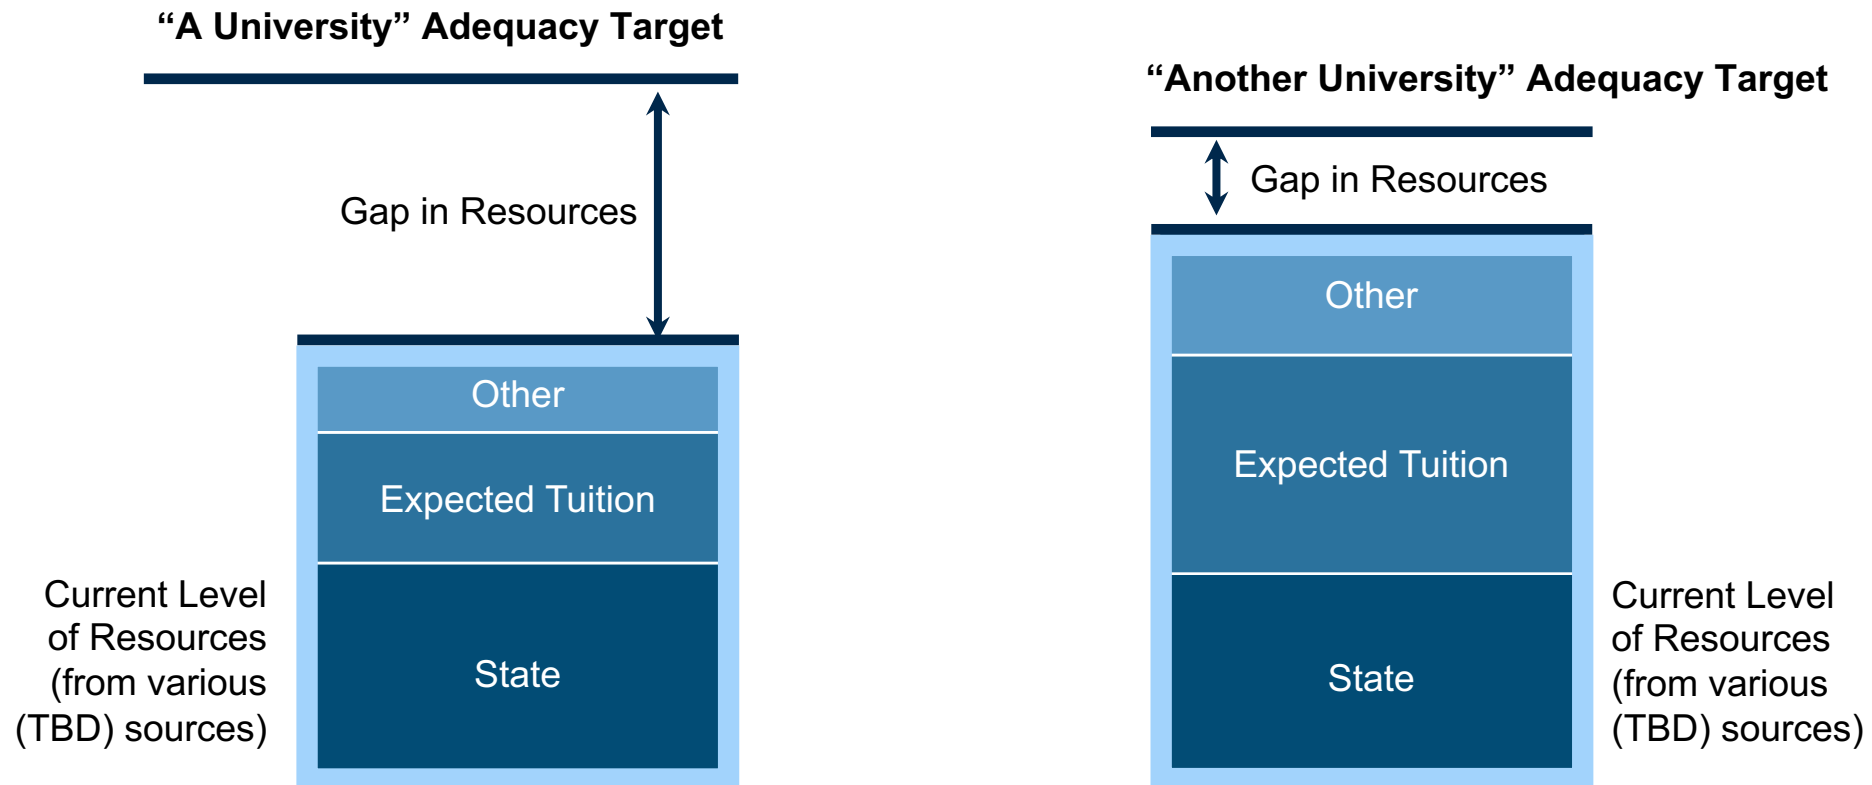 “A University” Adequacy Target
Gap in Resources
Other
Expected Tuition
State
Current Level
of Resources
(from various
(TBD) sources)
“Another University” Adequacy Target
Gap in Resources
Other
Expected Tuition
State
Current Level
of Resources
(from various
(TBD) sources)